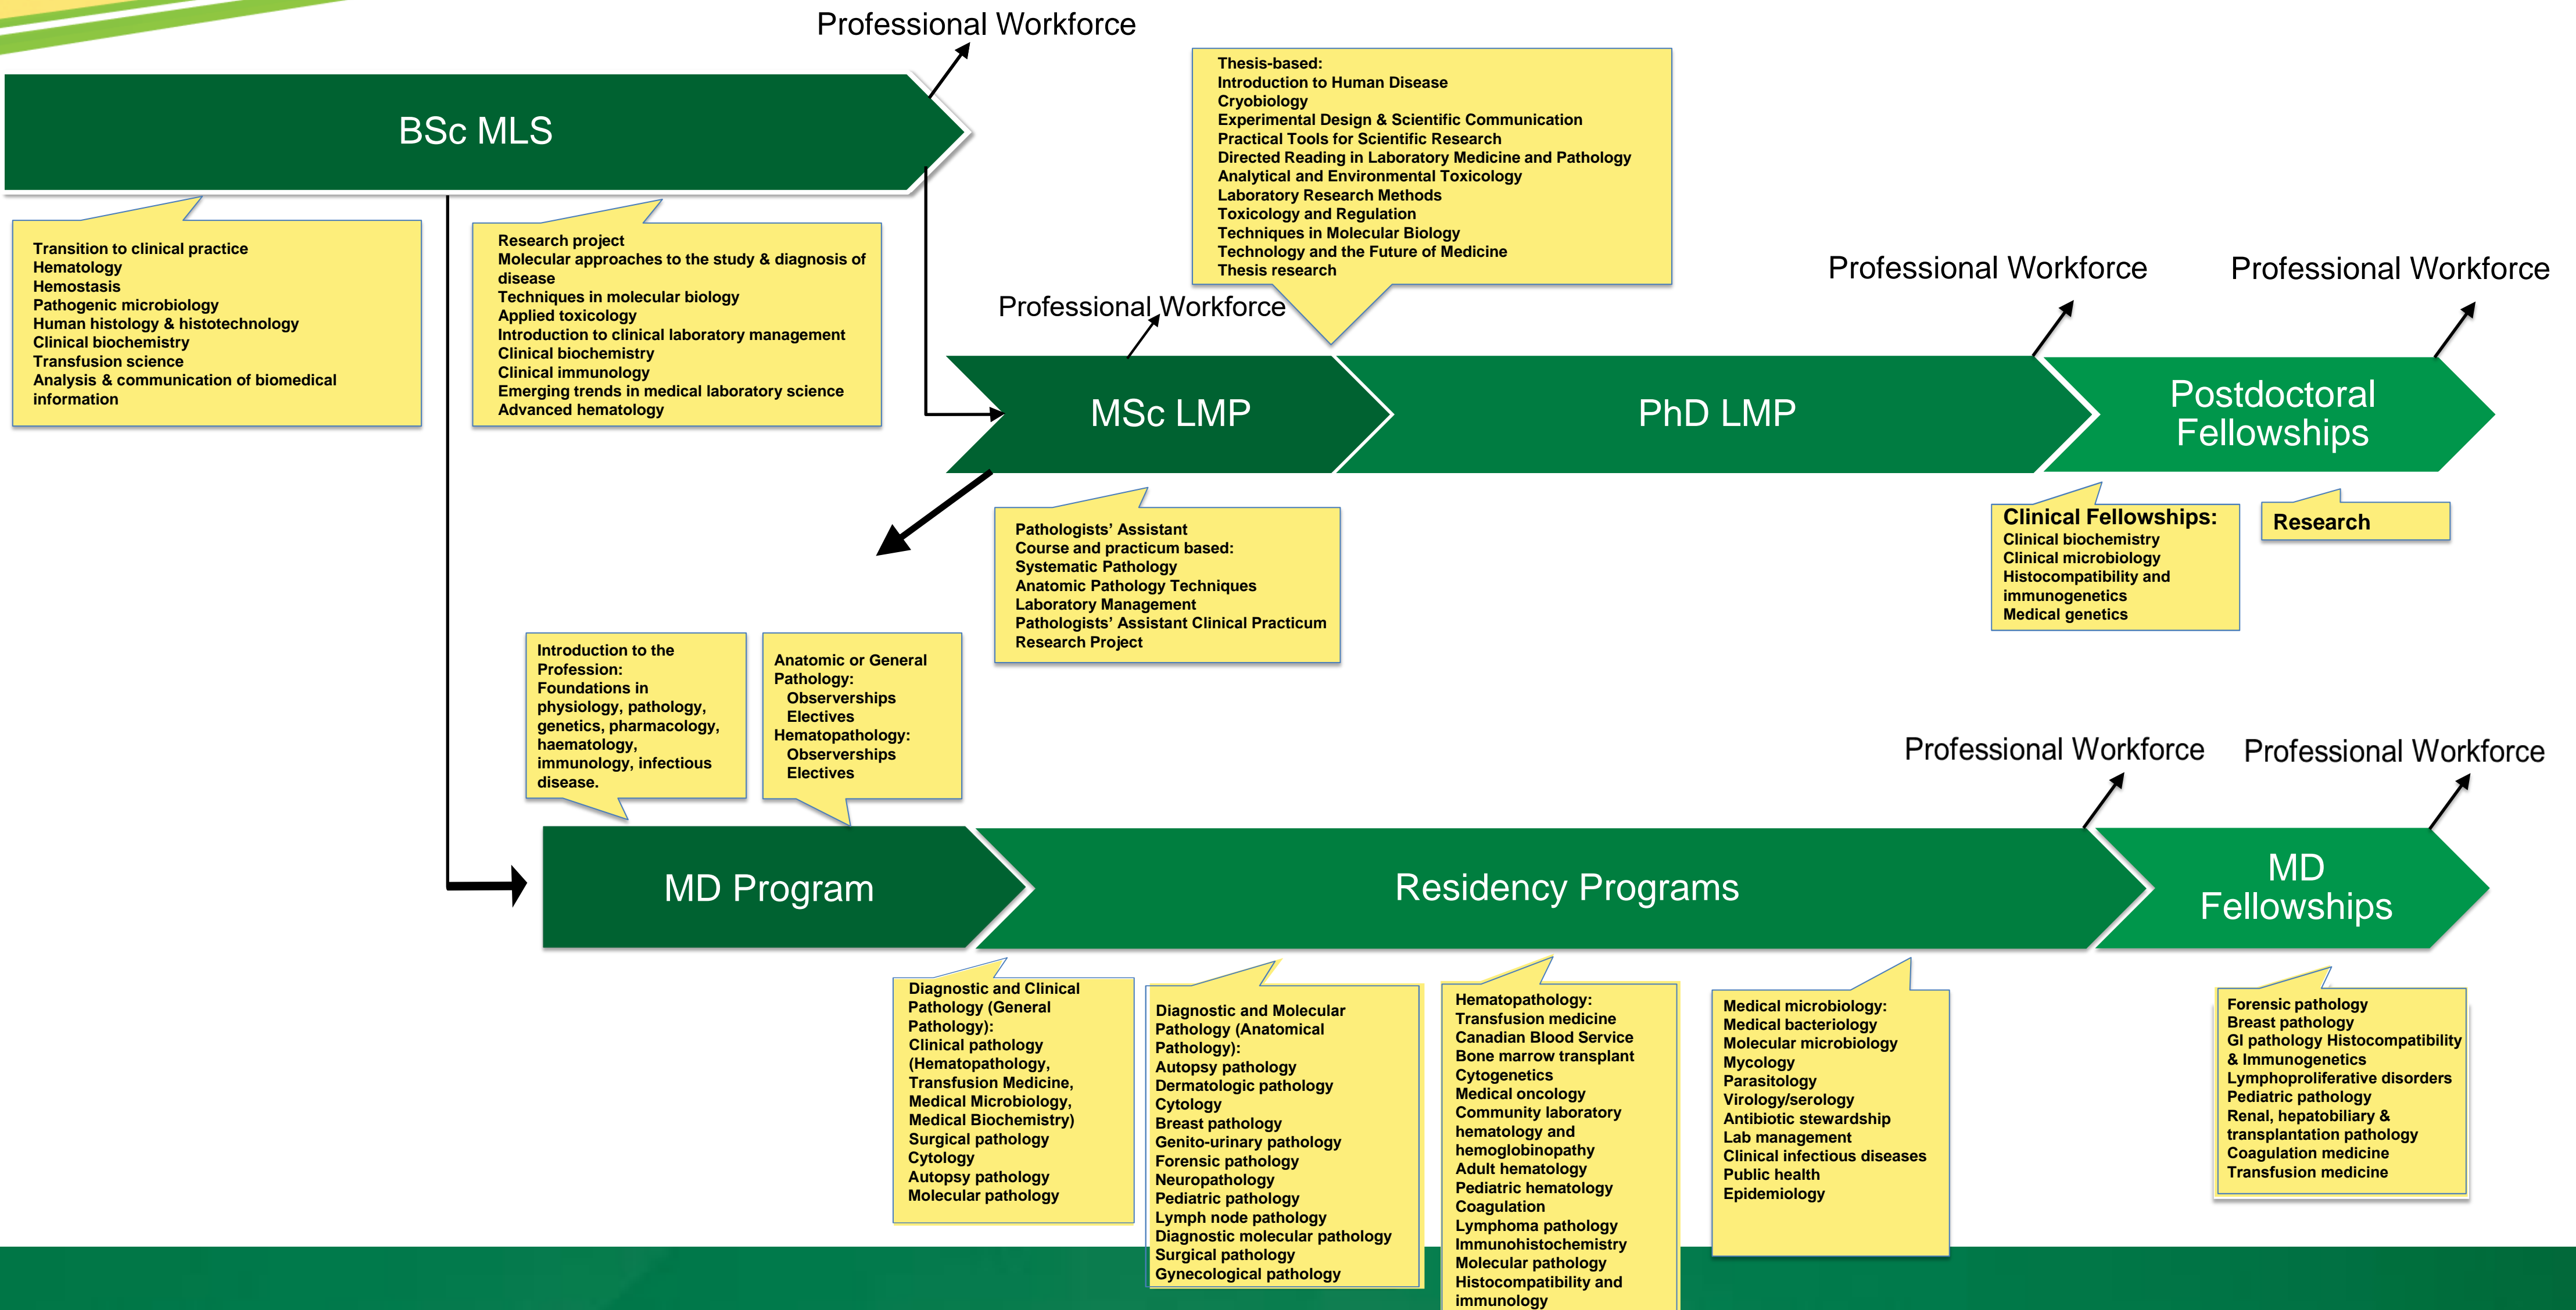 Professional Workforce
BSc MLS
Transition to clinical practice
Hematology
Hemostasis
Pathogenic microbiology
Human histology & histotechnology
Clinical biochemistry
Transfusion science
Analysis & communication of biomedical
information
Research project
Molecular approaches to the study & diagnosis of
disease
Techniques in molecular biology
Applied toxicology
Introduction to clinical laboratory management
Clinical biochemistry
Clinical immunology
Emerging trends in medical laboratory science
Advanced hematology
Thesis-based:
Introduction to Human Disease
Cryobiology
Experimental Design & Scientific Communication
Practical Tools for Scientific Research
Directed Reading in Laboratory Medicine and Pathology
Analytical and Environmental Toxicology
Laboratory Research Methods
Toxicology and Regulation
Techniques in Molecular Biology
Technology and the Future of Medicine
Thesis research
Professional Workforce
Professional Workforce
Professional Workforce
MSc LMP
PhD LMP
Postdoctoral
Fellowships
Pathologists’ Assistant
Course and practicum based:
Systematic Pathology
Anatomic Pathology Techniques
Laboratory Management
Pathologists’ Assistant Clinical Practicum
Research Project
Clinical Fellowships:
Clinical biochemistry
Clinical microbiology
Histocompatibility and
immunogenetics
Medical genetics
Research
Introduction to the
Profession:
Foundations in
physiology, pathology,
genetics, pharmacology,
haematology,
immunology, infectious
disease.
Anatomic or General
Pathology:
Observerships
Electives
Hematopathology:
Observerships
Electives
Professional Workforce
Professional Workforce
MD Program
Residency Programs
MD
Fellowships
Diagnostic and Clinical
Pathology (General
Pathology):
Clinical pathology
(Hematopathology,
Transfusion Medicine,
Medical Microbiology,
Medical Biochemistry)
Surgical pathology
Cytology
Autopsy pathology
Molecular pathology
Diagnostic and Molecular
Pathology (Anatomical
Pathology):
Autopsy pathology
Dermatologic pathology
Cytology
Breast pathology
Genito-urinary pathology
Forensic pathology
Neuropathology
Pediatric pathology
Lymph node pathology
Diagnostic molecular pathology
Surgical pathology
Gynecological pathology
Hematopathology:
Transfusion medicine
Canadian Blood Service
Bone marrow transplant
Cytogenetics
Medical oncology
Community laboratory
hematology and
hemoglobinopathy
Adult hematology
Pediatric hematology
Coagulation
Lymphoma pathology
Immunohistochemistry
Molecular pathology
Histocompatibility and
immunology
Medical microbiology:
Medical bacteriology
Molecular microbiology
Mycology
Parasitology
Virology/serology
Antibiotic stewardship
Lab management
Clinical infectious diseases
Public health
Epidemiology
Forensic pathology
Breast pathology
GI pathology Histocompatibility
& Immunogenetics
Lymphoproliferative disorders
Pediatric pathology
Renal, hepatobiliary &
transplantation pathology
Coagulation medicine
Transfusion medicine